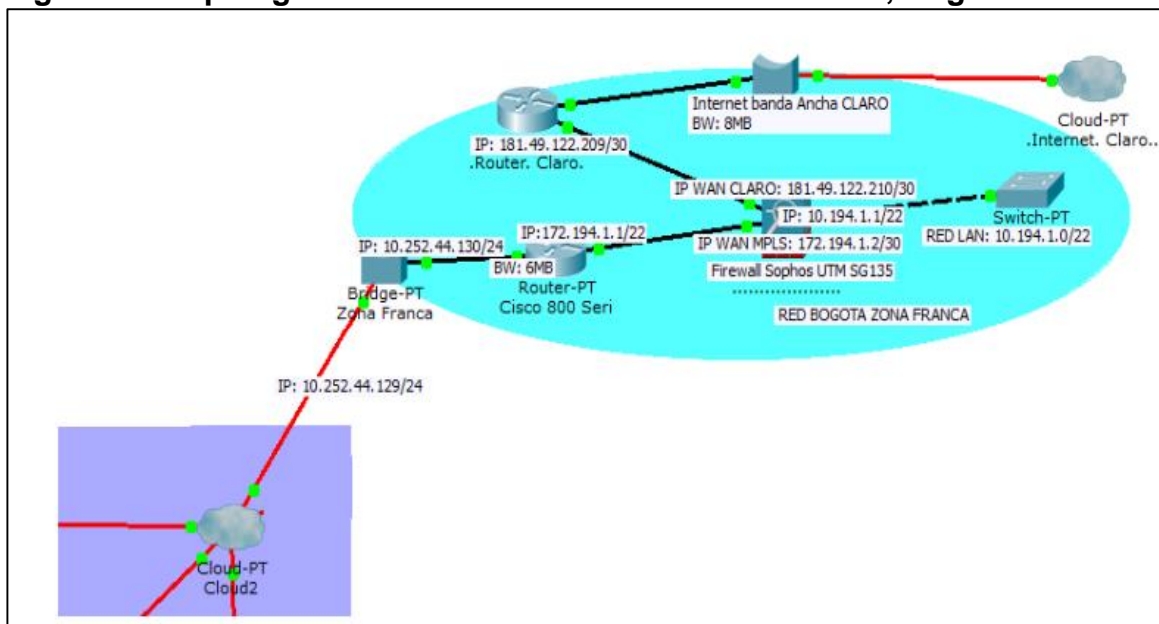 Internet banda Ancha CLARO
BW: 8MB
Cloud-PT
.Internet. Claro..
IP: 181.49.122.209/30
.Router. Claro.
IP WAN CLARO: 181.49.122.210/30
IP: 10.194.1.1/22
Switch-PT
RED LAN: 10.194.1.0/22
IP:172.194.1.1/22
IP WAN MPLS: 172.194.1.2/30
IP: 10.252.44.130/24
BW: 6MB
Firewall Sophos UTM SG135
Router-PT
Cisco 800 Seri
Bridge-PT
Zona Franca
RED BOGOTA ZONA FRANCA
IP: 10.252.44.129/24
Cloud-PT
Cloud2